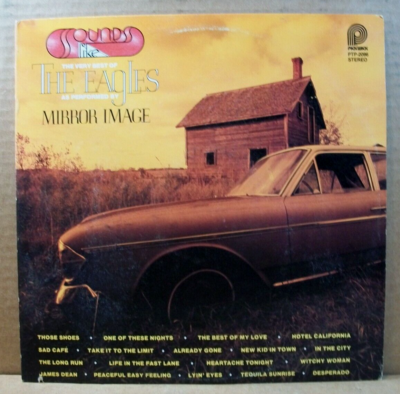 SOUNDS
like
THE VERY BEST OF
THE EAGLES
AS PERFORMED BY
MIRROR IMAGE
PICKWICK
STEREO
THOSE SHOES • ONE OF THESE NIGHTS • THE BEST OF MY LOVE • HOTEL CALIFORNIA
SAD CAFÉ • TAKE IT TO THE LIMIT • ALREADY GONE • NEW KID IN TOWN • IN THE CITY
THE LONG RUN • LIFE IN THE FAST LANE • HEARTACHE TONIGHT • WITCHY WOMAN
JAMES DEAN • PEACEFUL EASY FEELING • LYIN' EYES • TEQUILA SUNRISE • DESPERADO